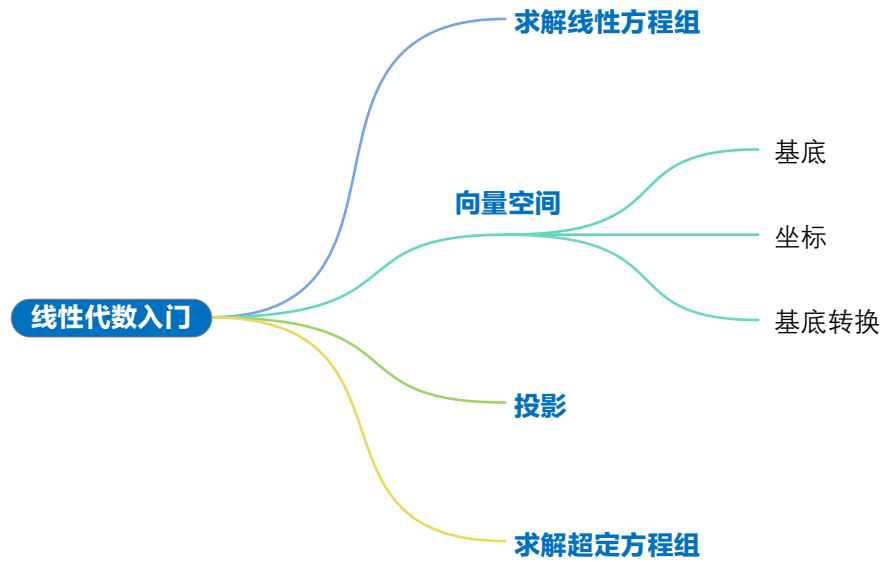 线性代数入门
求解线性方程组
向量空间
基底
坐标
基底转换
投影
求解超定方程组